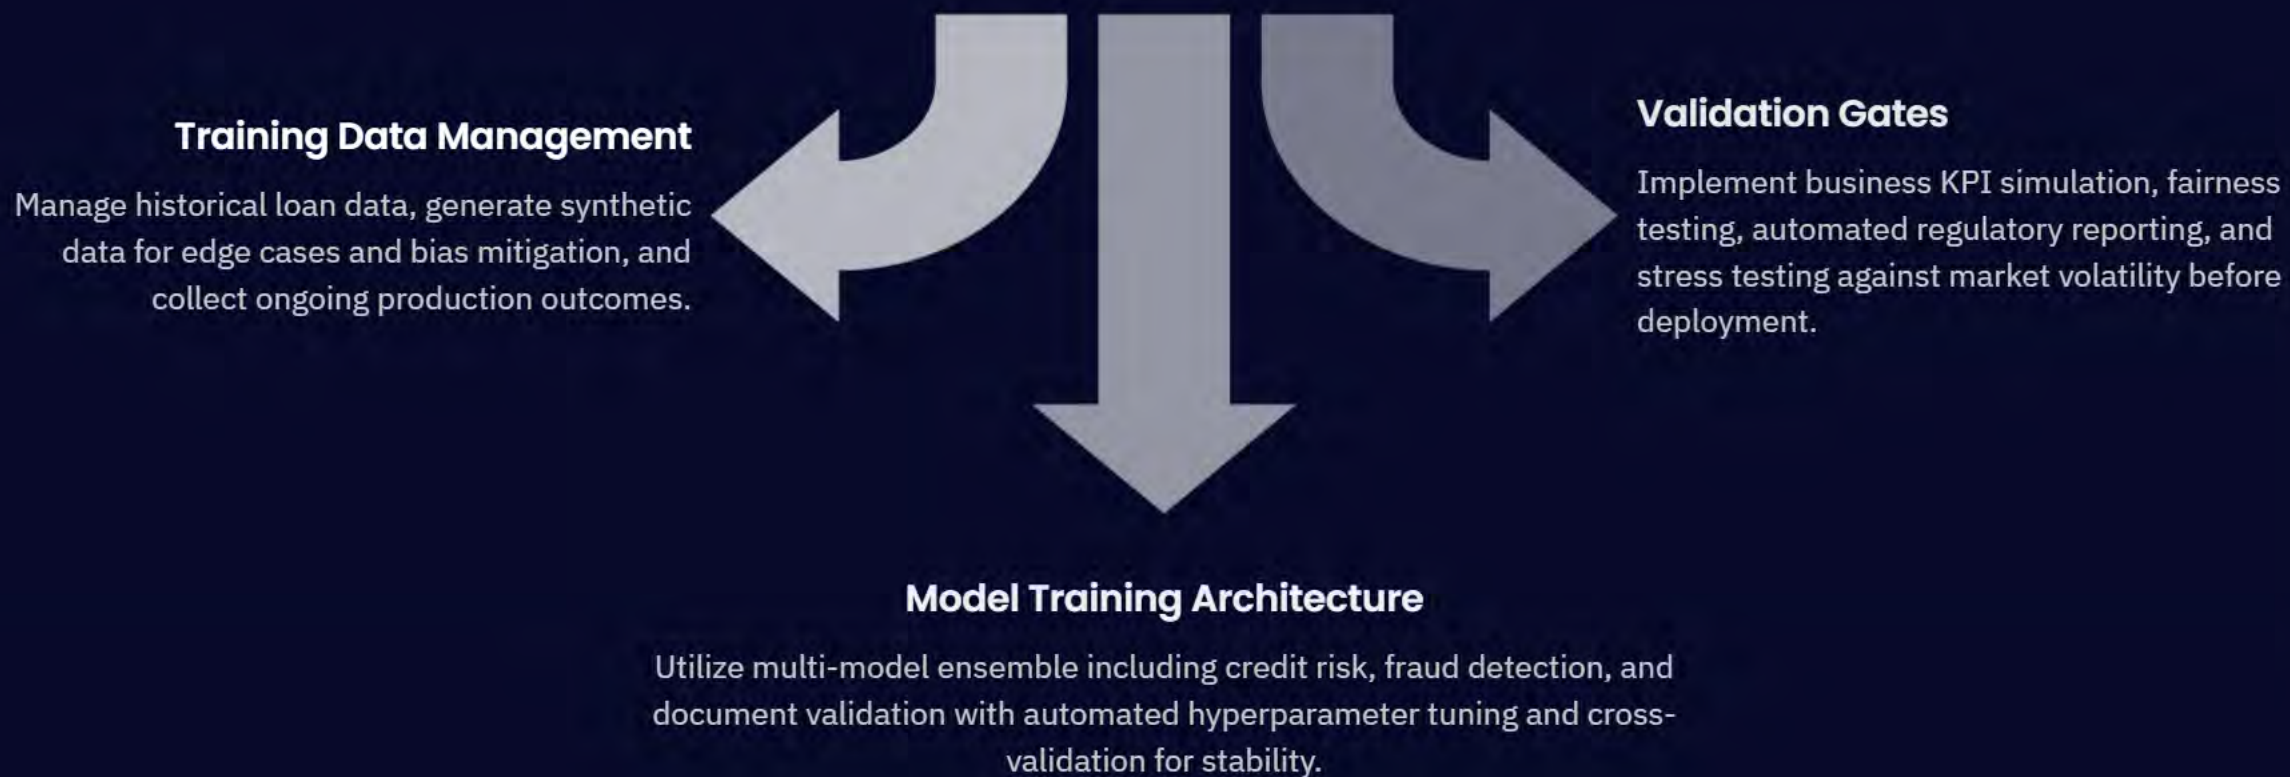 Training Data Management
Manage historical loan data, generate synthetic
data for edge cases and bias mitigation, and
collect ongoing production outcomes.
Validation Gates
Implement business KPI simulation, fairness
testing, automated regulatory reporting, and
stress testing against market volatility before
deployment.
Model Training Architecture
Utilize multi-model ensemble including credit risk, fraud detection, and
document validation with automated hyperparameter tuning and cross-
validation for stability.